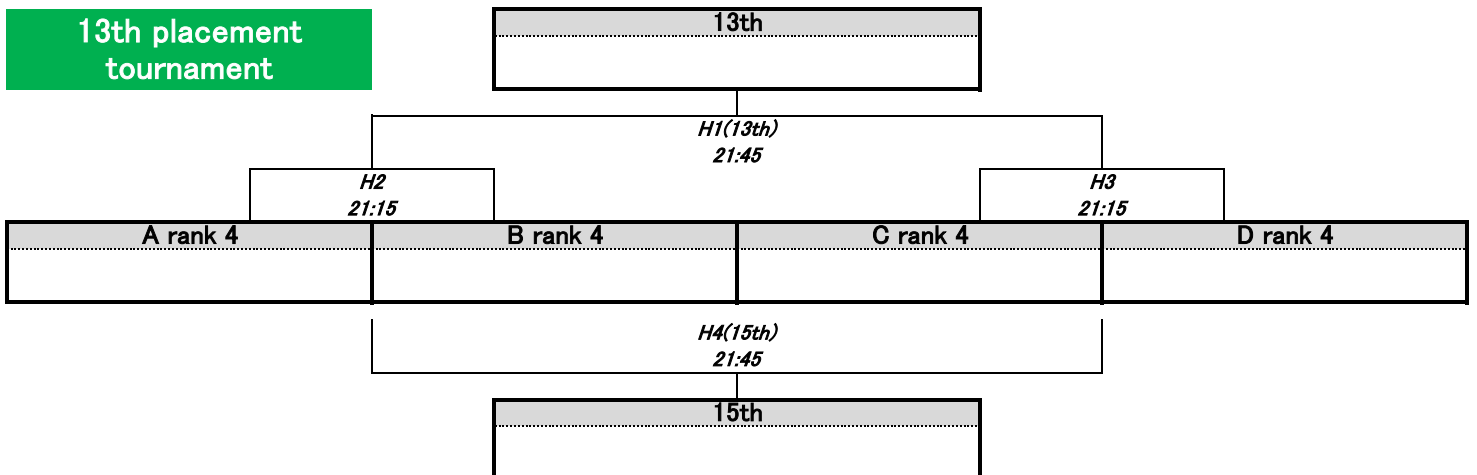 13th placement
tournament
13th
H1(13th)
21:45
H2
21:15
H3
21:15
A rank 4
B rank 4
C rank 4
D rank 4
H4(15th)
21:45
15th